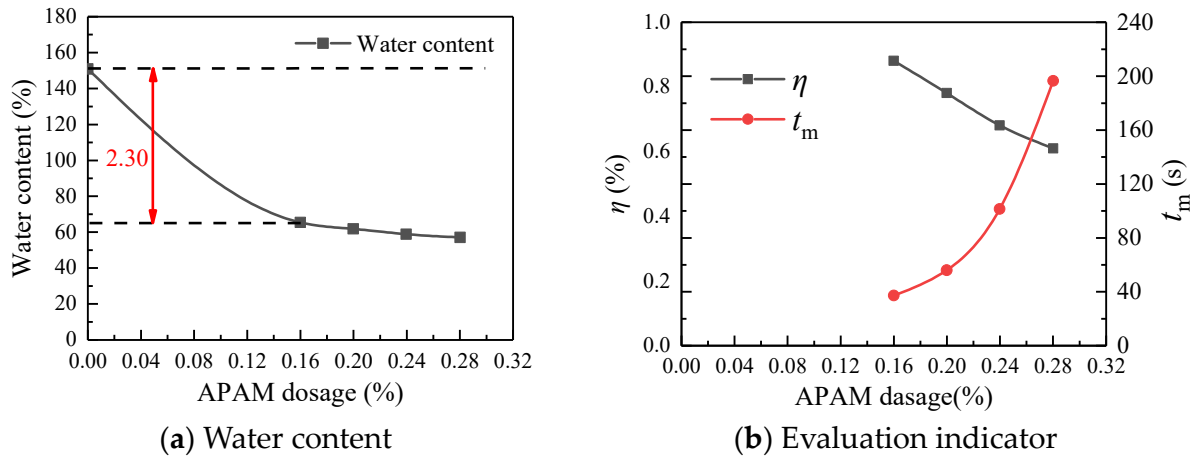 180
160
140
120
100
80
60
40
20
0
Water content (%)
Water content
2.30
0.00 0.04 0.08 0.12 0.16 0.20 0.24 0.28 0.32
APAM dosage (%)
(a) Water content
1.0
0.8
0.6
0.4
0.2
0.0
η (%)
η
tm
240
200
160
120
80
40
0
tm (s)
0.00 0.04 0.08 0.12 0.16 0.20 0.24 0.28 0.32
APAM dasage(%)
(b) Evaluation indicator